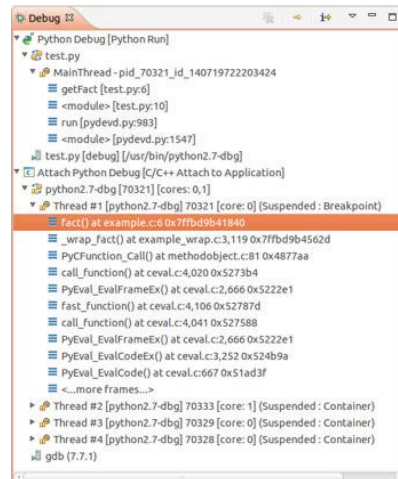 Debug
Python Debug [Python Run]
test.py
MainThread - pid_70321_id_140719722203424
getFact [test.py:6]
<module> [test.py:10]
run [pydevd.py:983]
<module> [pydevd.py:1547]
test.py [debug] [/usr/bin/python2.7-dbg]
Attach Python Debug [C/C++ Attach to Application]
python2.7-dbg [70321] [cores: 0,1]
Thread #1 [python2.7-dbg] 70321 [core: 0] (Suspended : Breakpoint)
fact() at example.c:6 0x7ffbd9b41840
_wrap_fact() at example_wrap.c:3,119 0x7ffbd9b4562d
PyCFunction_Call() at methodobject.c:81 0x4877aa
call_function() at ceval.c:4,020 0x5273b4
PyEval_EvalFrameEx() at ceval.c:2,666 0x5222e1
fast_function() at ceval.c:4,106 0x52787d
call_function() at ceval.c:4,041 0x527588
PyEval_EvalFrameEx() at ceval.c:2,666 0x5222e1
PyEval_EvalCodeEx() at ceval.c:3,252 0x524b9a
PyEval_EvalCode() at ceval.c:667 0x51ad3f
<...more frames...>
Thread #2 [python2.7-dbg] 70333 [core: 1] (Suspended : Container)
Thread #3 [python2.7-dbg] 70329 [core: 0] (Suspended : Container)
Thread #4 [python2.7-dbg] 70328 [core: 0] (Suspended : Container)
gdb (7.7.1)